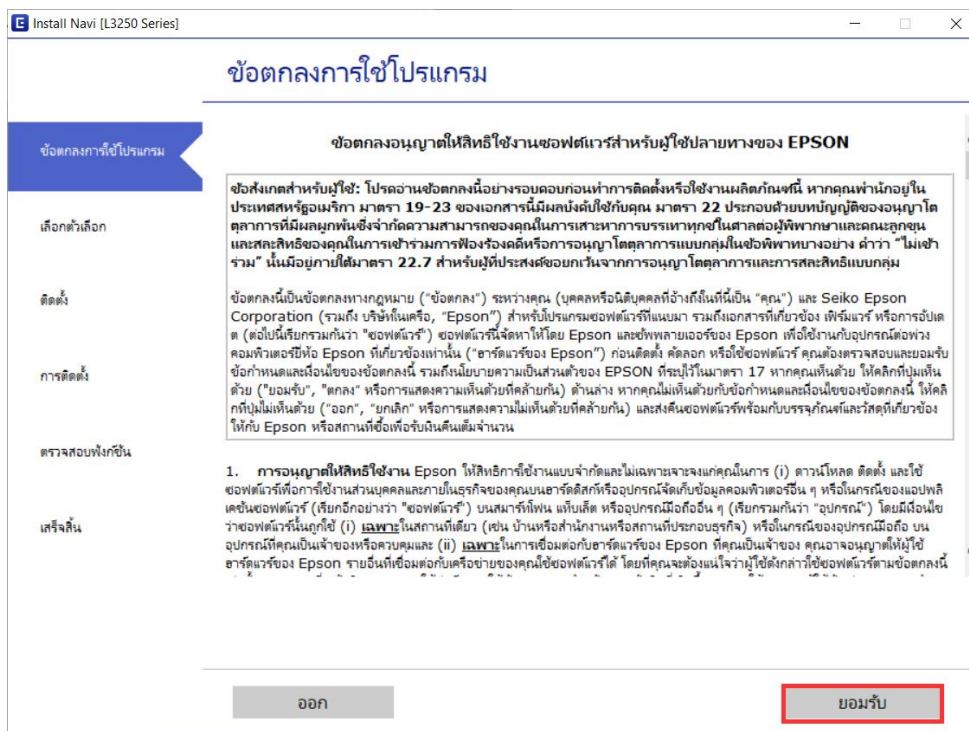 Install Navi [L3250 Series]
ข้อตกลงการใช้โปรแกรม
ข้อตกลงการใช้โปรแกรม
เลือกตัวเลือก
ติดตั้ง
การติดตั้ง
ตรวจสอบฟังก์ชัน
เสร็จสิ้น
ข้อตกลงอนุญาตให้สิทธิใช้งานซอฟต์แวร์สำหรับผู้ใช้ปลายทางของ EPSON
ข้อสังเกตสำหรับผู้ใช้: โปรดอ่านข้อตกลงนี้อย่างรอบคอบก่อนทำการติดตั้งหรือใช้งานผลิตภัณฑ์นี้ หากคุณพำนักอยู่ใน
ประเทศสหรัฐอเมริกา มาตรา 19-23 ของเอกสารนี้มีผลบังคับใช้กับคุณ มาตรา 22 ประกอบด้วยบทบัญญัติของอนุญาโต
ตุลาการที่มีผลผูกพันซึ่งจำกัดความสามารถของคุณในการเสาะหาการบรรเทาทุกข์ในศาลต่อผู้พิพากษาและคณะลูกขุน
และสละสิทธิของคุณในการเข้าร่วมการฟ้องร้องคดีหรือการอนุญาโตตุลาการแบบกลุ่มในข้อพิพาทบางอย่าง คำว่า "ไม่เข้า
ร่วม" นั้นมีอยู่ภายใต้มาตรา 22.7 สำหรับผู้ที่ประสงค์ขอยกเว้นจากการอนุญาโตตุลาการและการสละสิทธิแบบกลุ่ม
ข้อตกลงนี้เป็นข้อตกลงทางกฎหมาย ("ข้อตกลง") ระหว่างคุณ (บุคคลหรือนิติบุคคลที่อ้างถึงในที่นี้เป็น "คุณ") และ Seiko Epson
Corporation (รวมถึง บริษัทในเครือ, "Epson") สำหรับโปรแกรมซอฟต์แวร์ที่แนบมา รวมถึงเอกสารที่เกี่ยวข้อง เฟิร์มแวร์ หรือการอัปเด
ต (ต่อไปนี้เรียกรวมกันว่า "ซอฟต์แวร์") ซอฟต์แวร์นี้จัดหาให้โดย Epson และซัพพลายเออร์ของ Epson เพื่อใช้งานกับอุปกรณ์ต่อพ่วง
คอมพิวเตอร์ยี่ห้อ Epson ที่เกี่ยวข้องเท่านั้น ("ฮาร์ดแวร์ของ Epson") ก่อนติดตั้ง คัดลอก หรือใช้ซอฟต์แวร์ คุณต้องตรวจสอบและยอมรับ
ข้อกำหนดและเงื่อนไขของข้อตกลงนี้ รวมถึงนโยบายความเป็นส่วนตัวของ EPSON ที่ระบุไว้ในมาตรา 17 หากคุณเห็นด้วย ให้คลิกที่ปุ่มเห็น
ด้วย ("ยอมรับ", "ตกลง" หรือการแสดงความเห็นด้วยที่คล้ายกัน) ด้านล่าง หากคุณไม่เห็นด้วยกับข้อกำหนดและเงื่อนไขของข้อตกลงนี้ ให้คลิ
กที่ปุ่มไม่เห็นด้วย ("ออก", "ยกเลิก" หรือการแสดงความไม่เห็นด้วยที่คล้ายกัน) และส่งคืนซอฟต์แวร์พร้อมกับบรรจุภัณฑ์และวัสดุที่เกี่ยวข้อง
ให้กับ Epson หรือสถานที่ซื้อเพื่อรับเงินคืนเต็มจำนวน
1. การอนุญาตให้สิทธิใช้งาน Epson ให้สิทธิการใช้งานแบบจำกัดและไม่เฉพาะเจาะจงแก่คุณในการ (i) ดาวน์โหลด ติดตั้ง และใช้
ซอฟต์แวร์เพื่อการใช้งานส่วนบุคคลและภายในธุรกิจของคุณบนฮาร์ดดิสก์หรืออุปกรณ์จัดเก็บข้อมูลคอมพิวเตอร์อื่น ๆ หรือในกรณีของแอปพลิ
เคชันซอฟต์แวร์ (เรียกอีกอย่างว่า "ซอฟต์แวร์") บนสมาร์ทโฟน แท็บเล็ต หรืออุปกรณ์มือถืออื่น ๆ (เรียกรวมกันว่า "อุปกรณ์") โดยมีเงื่อนไข
ว่าซอฟต์แวร์นั้นถูกใช้ (i) เฉพาะในสถานที่เดียว (เช่น บ้านหรือสำนักงานหรือสถานที่ประกอบธุรกิจ) หรือในกรณีของอุปกรณ์มือถือ บน
อุปกรณ์ที่คุณเป็นเจ้าของหรือควบคุมและ (ii) เฉพาะในการเชื่อมต่อกับฮาร์ดแวร์ของ Epson ที่คุณเป็นเจ้าของ คุณอาจอนุญาตให้ผู้ใช้
ฮาร์ดแวร์ของ Epson รายอื่นที่เชื่อมต่อกับเครือข่ายของคุณใช้ซอฟต์แวร์ได้ โดยที่คุณจะต้องแน่ใจว่าผู้ใช้ดังกล่าวใช้ซอฟต์แวร์ตามข้อตกลงนี้
ออก
ยอมรับ